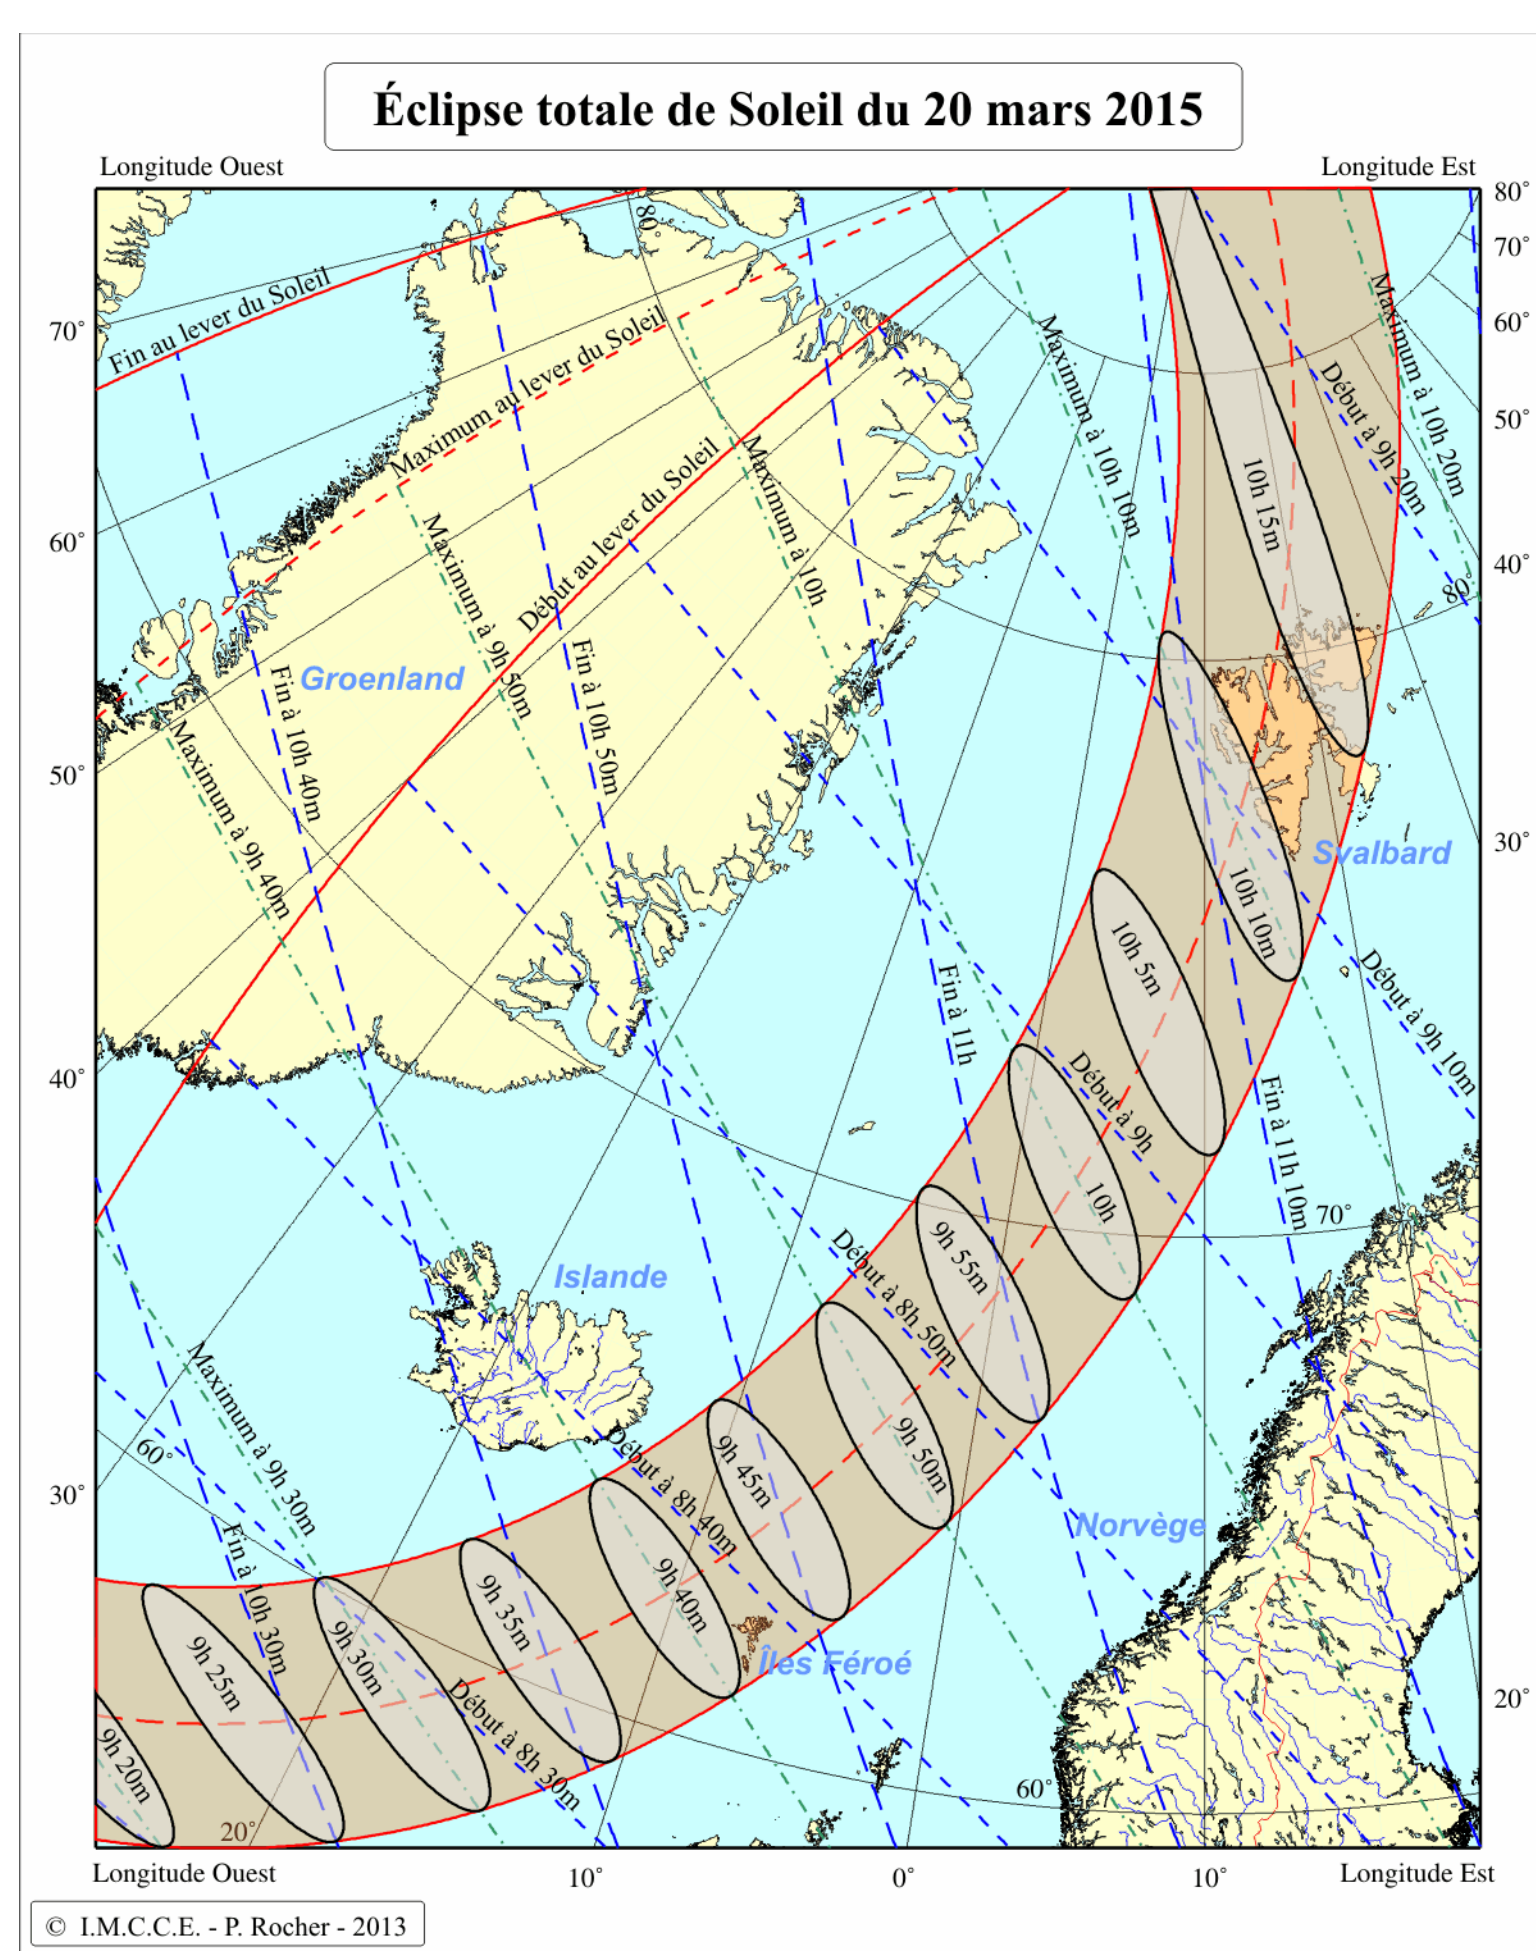 Éclipse totale de Soleil du 20 mars 2015
Longitude Ouest
Longitude Est
80°
80°
70°
60°
50°
40°
30°
20°
70°
60°
50°
40°
30°
Fin au lever du Soleil
Maximum au lever du Soleil
Début au lever du Soleil
Maximum à 10h 20m
Début à 9h 20m
Maximum à 10h 10m
Maximum à 10h
Maximum à 9h 50m
Maximum à 9h 40m
Maximum à 9h 30m
Fin à 10h 40m
Fin à 10h 50m
Fin à 11h
Fin à 11h 10m
Fin à 10h 30m
Début à 9h 10m
Début à 9h
Début à 8h 50m
Début à 8h 40m
Début à 8h 30m
10h 15m
10h 10m
10h 5m
10h
9h 55m
9h 50m
9h 45m
9h 40m
9h 35m
9h 30m
9h 25m
9h 20m
Groenland
Svalbard
Islande
Norvège
Îles Féroé
80°
70°
60°
60°
20°
Longitude Ouest
10°
0°
10°
Longitude Est
© I.M.C.C.E. - P. Rocher - 2013